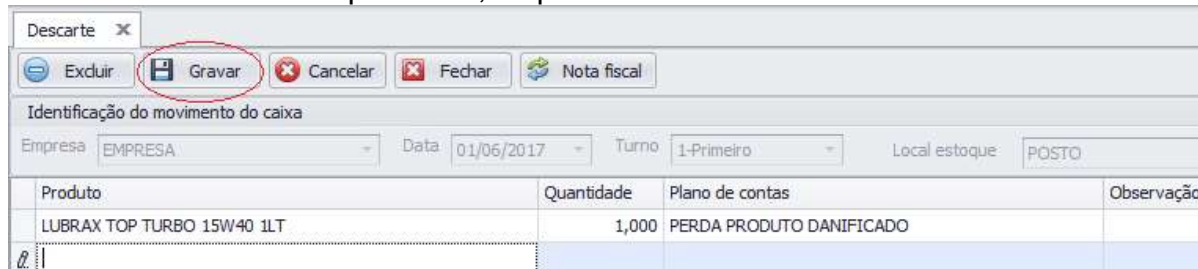 Descarte
Excluir Gravar Cancelar Fechar Nota fiscal
Identificação do movimento do caixa
Empresa EMPRESA Data 01/06/2017 Turno 1-Primeiro Local estoque POSTO
Produto Quantidade Plano de contas Observação
LUBRAX TOP TURBO 15W40 1LT 1,000 PERDA PRODUTO DANIFICADO